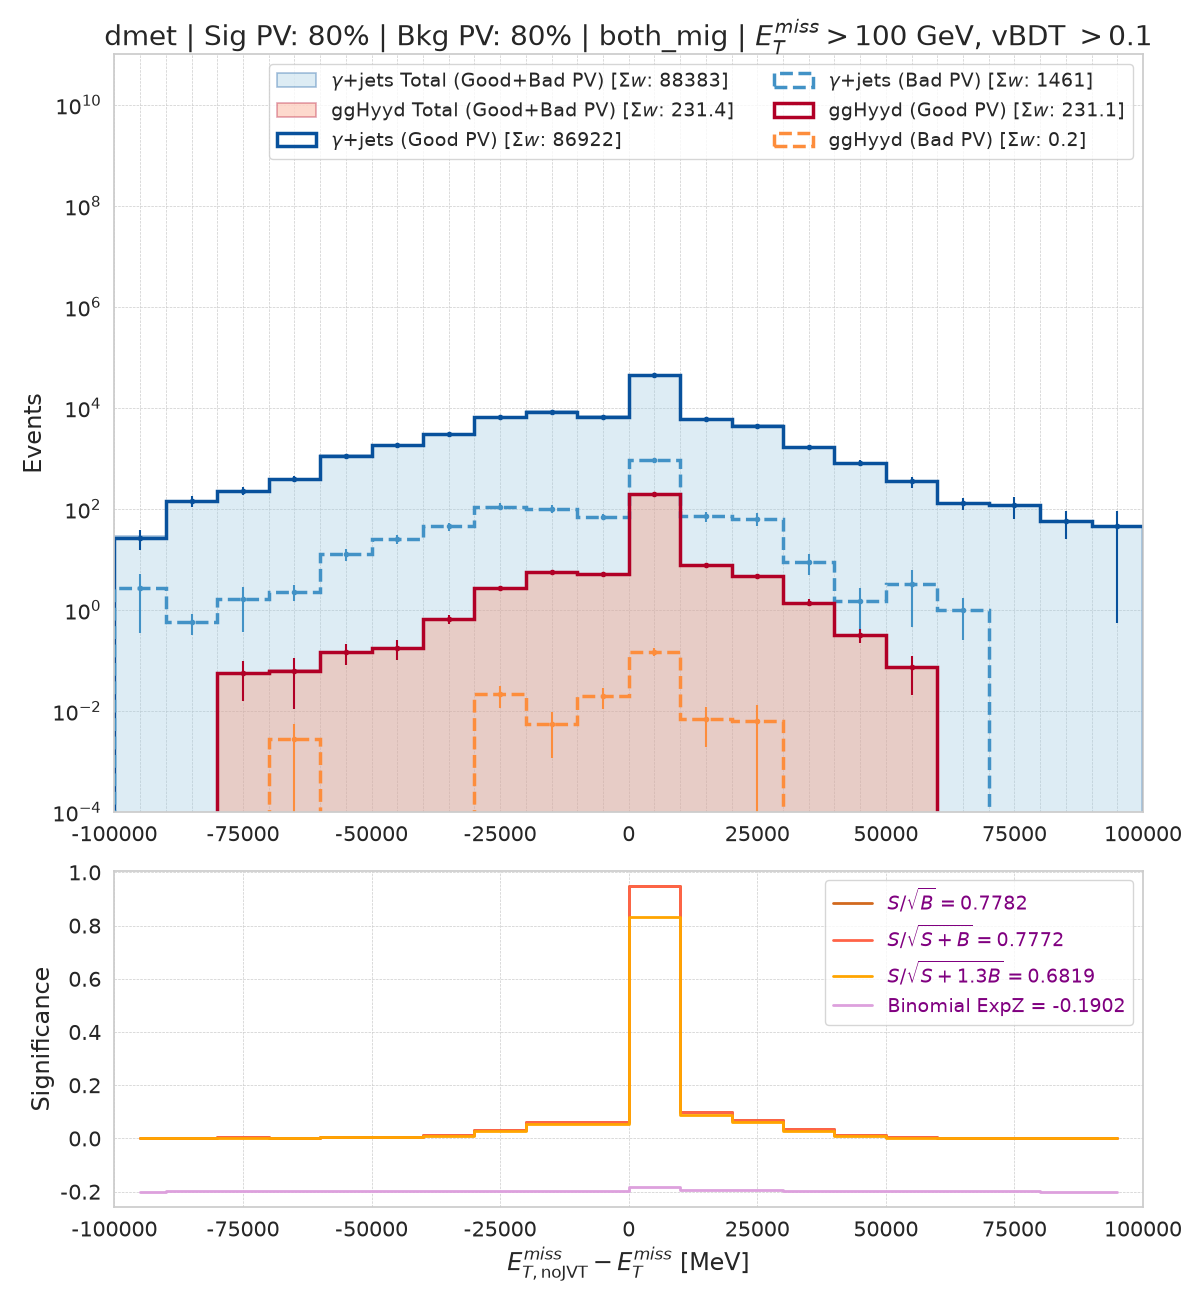 dmet | Sig PV: 80% | Bkg PV: 80% | both_mig | $E_T^{miss} > 100$ GeV, vBDT $> 0.1$
γ+jets Total (Good+Bad PV) [Σw: 88383]
ggHyyd Total (Good+Bad PV) [Σw: 231.4]
γ+jets (Good PV) [Σw: 86922]
γ+jets (Bad PV) [Σw: 1461]
ggHyyd (Good PV) [Σw: 231.1]
ggHyyd (Bad PV) [Σw: 0.2]
Events
10^{10}
10^{8}
10^{6}
10^{4}
10^{2}
10^{0}
10^{-2}
10^{-4}
-100000 -75000 -50000 -25000 0 25000 50000 75000 100000
Significance
1.0
0.8
0.6
0.4
0.2
0.0
-0.2
$S/\sqrt{B} = 0.7782$
$S/\sqrt{S + B} = 0.7772$
$S/\sqrt{S + 1.3B} = 0.6819$
Binomial ExpZ = -0.1902
-100000 -75000 -50000 -25000 0 25000 50000 75000 100000
$E_{T,noJVT}^{miss} - E_T^{miss}$ [MeV]